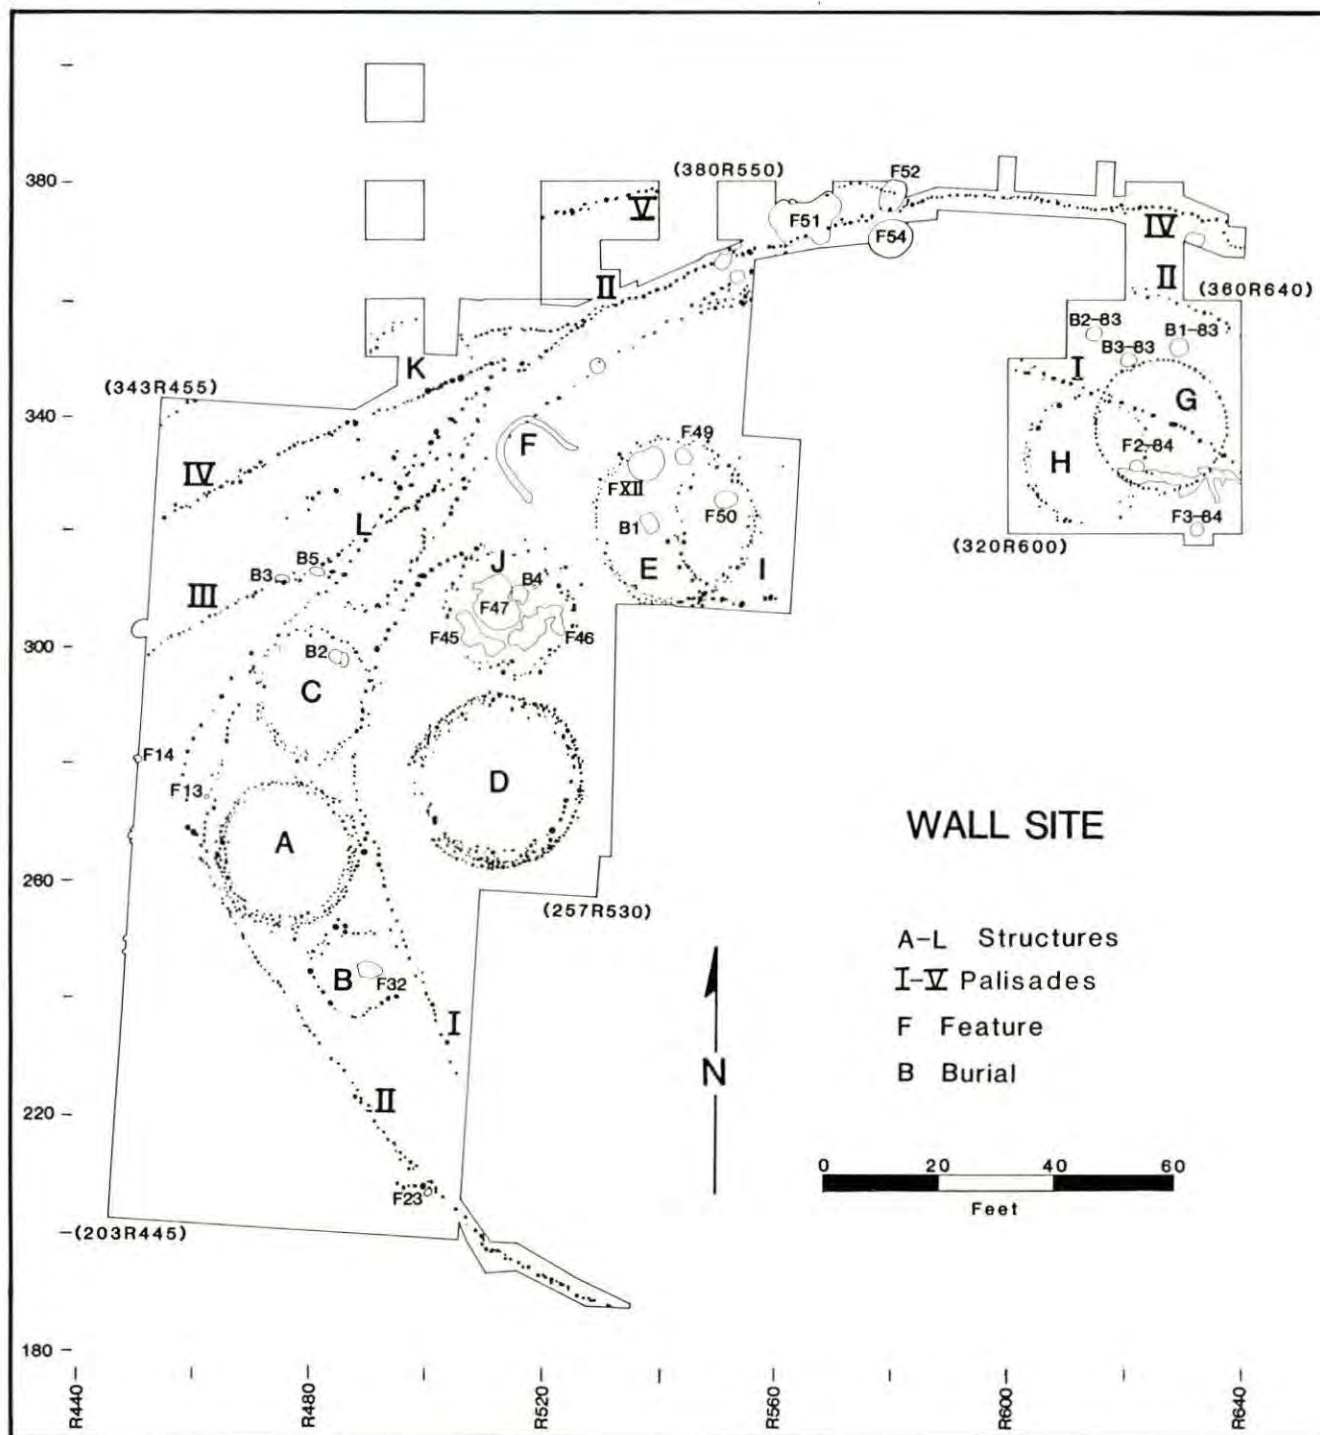 380
(380R550)
F52
V
F51
F54
IV
II
II
(360R640)
B2-83
B3-83
B1-83
K
I
G
(343R455)
340
F
F49
H
F2-84
IV
FXII
F50
L
B1
F3-84
(320R600)
B5
J
E
I
B3
B4
III
F47
300
F45
F46
B2
C
F14
F13
D
A
WALL SITE
260
(257R530)
A-L Structures
B
F32
I-V Palisades
I
F Feature
N
B Burial
II
220
0 20 40 60
Feet
F23
(203R445)
180
R440
R480
R520
R560
R600
R640